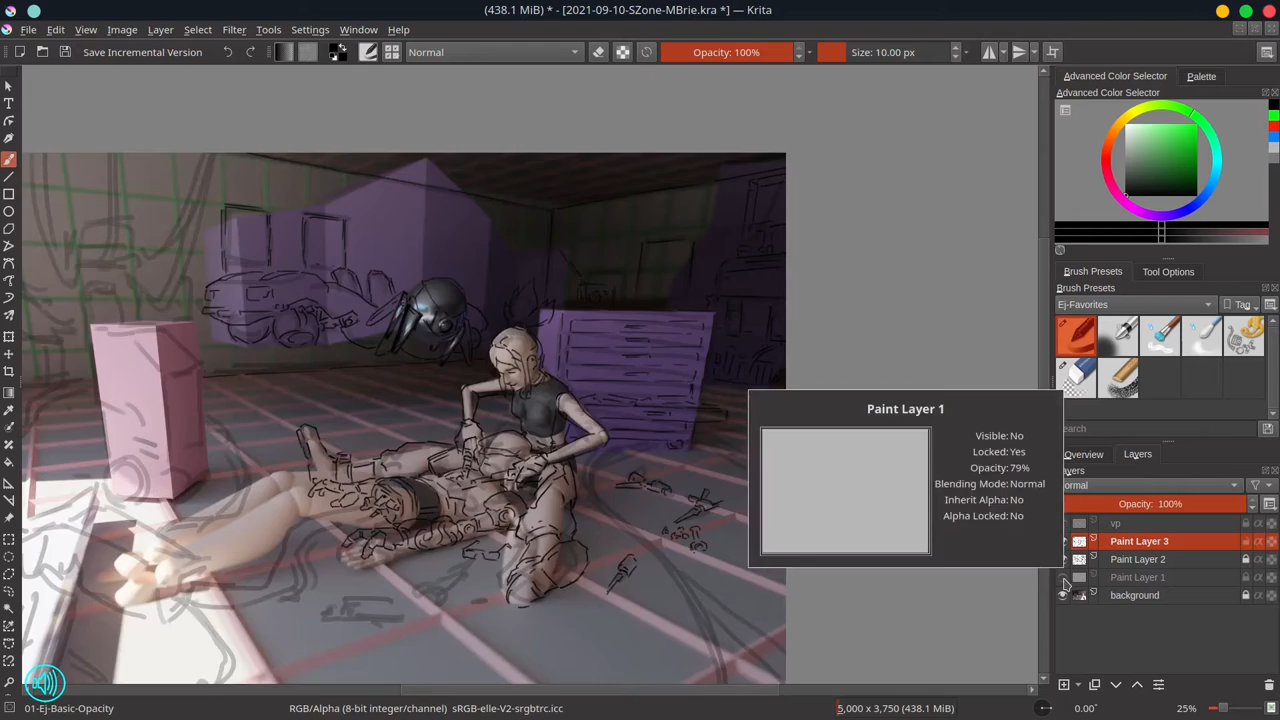 (438.1 MiB) * - [2021-09-10-SZone-MBrie.kra *] — Krita
File Edit View Image Layer Select Filter Tools Settings Window Help
Save Incremental Version
Normal
Opacity: 100%
Size: 10.00 px
Advanced Color Selector
Palette
Advanced Color Selector
Brush Presets
Tool Options
Brush Presets
Ej-Favorites
Tag
earch
Overview
Layers
ayers
ormal
Opacity: 100%
vp
Paint Layer 3
Paint Layer 2
Paint Layer 1
background
Paint Layer 1
Visible: No
Locked: Yes
Opacity: 79%
Blending Mode: Normal
Inherit Alpha: No
Alpha Locked: No
01-Ej-Basic-Opacity
RGB/Alpha (8-bit integer/channel) sRGB-elle-V2-srgbtrc.icc
5,000 x 3,750 (438.1 MiB)
0.00°
25%